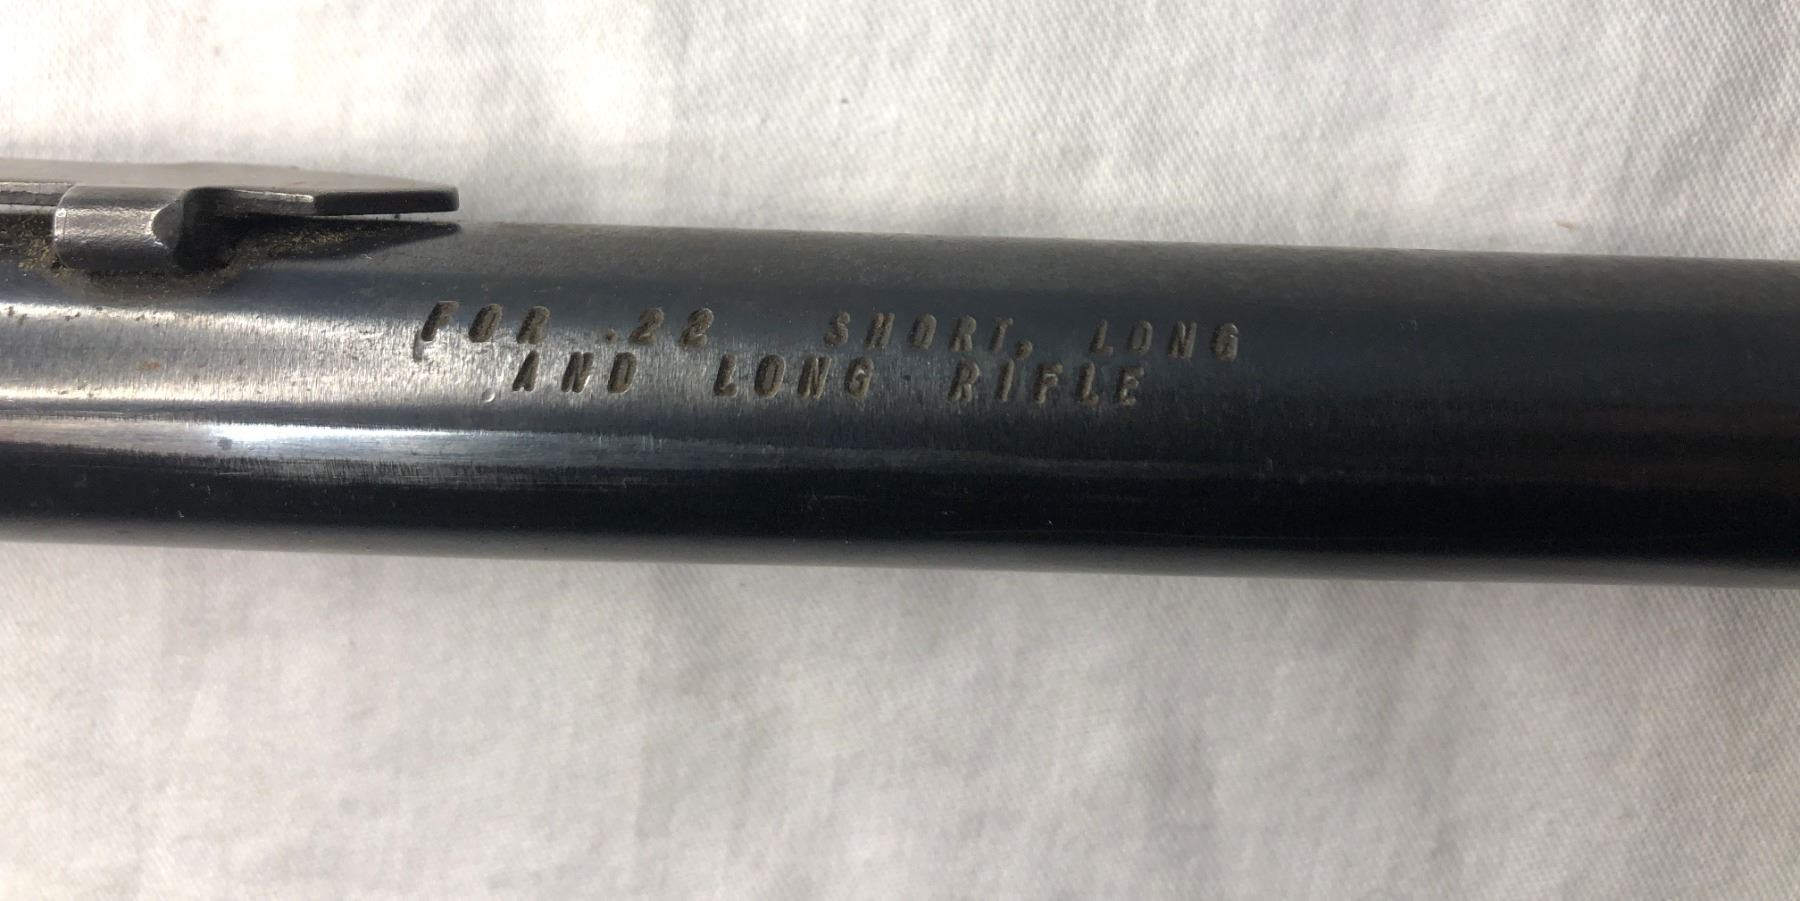 FOR .22 SHORT, LONG
AND LONG RIFLE